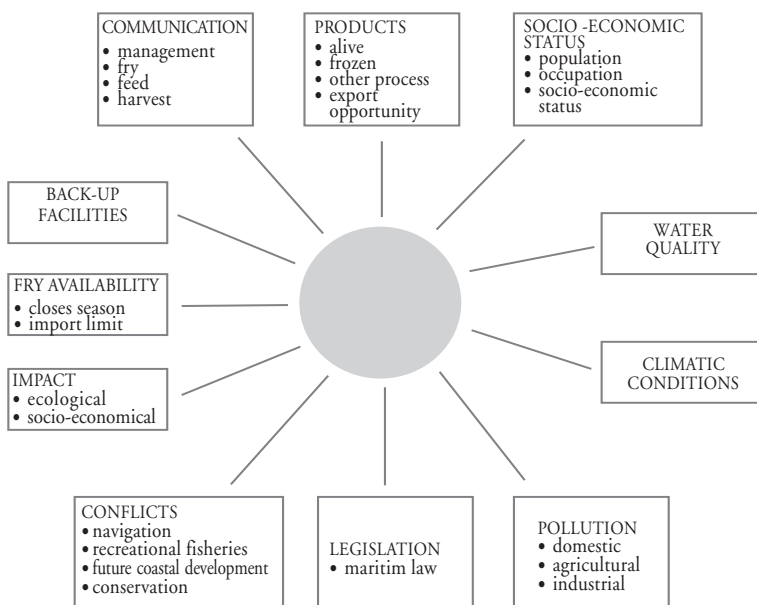 COMMUNICATION
• management
• fry
• feed
• harvest
PRODUCTS
• alive
• frozen
• other process
• export
opportunity
SOCIO -ECONOMIC
STATUS
• population
• occupation
• socio-economic
status
BACK-UP
FACILITIES
WATER
QUALITY
FRY AVAILABILITY
• closes season
• import limit
IMPACT
• ecological
• socio-economical
CLIMATIC
CONDITIONS
CONFLICTS
• navigation
• recreational fisheries
• future coastal development
• conservation
LEGISLATION
• maritim law
POLLUTION
• domestic
• agricultural
• industrial